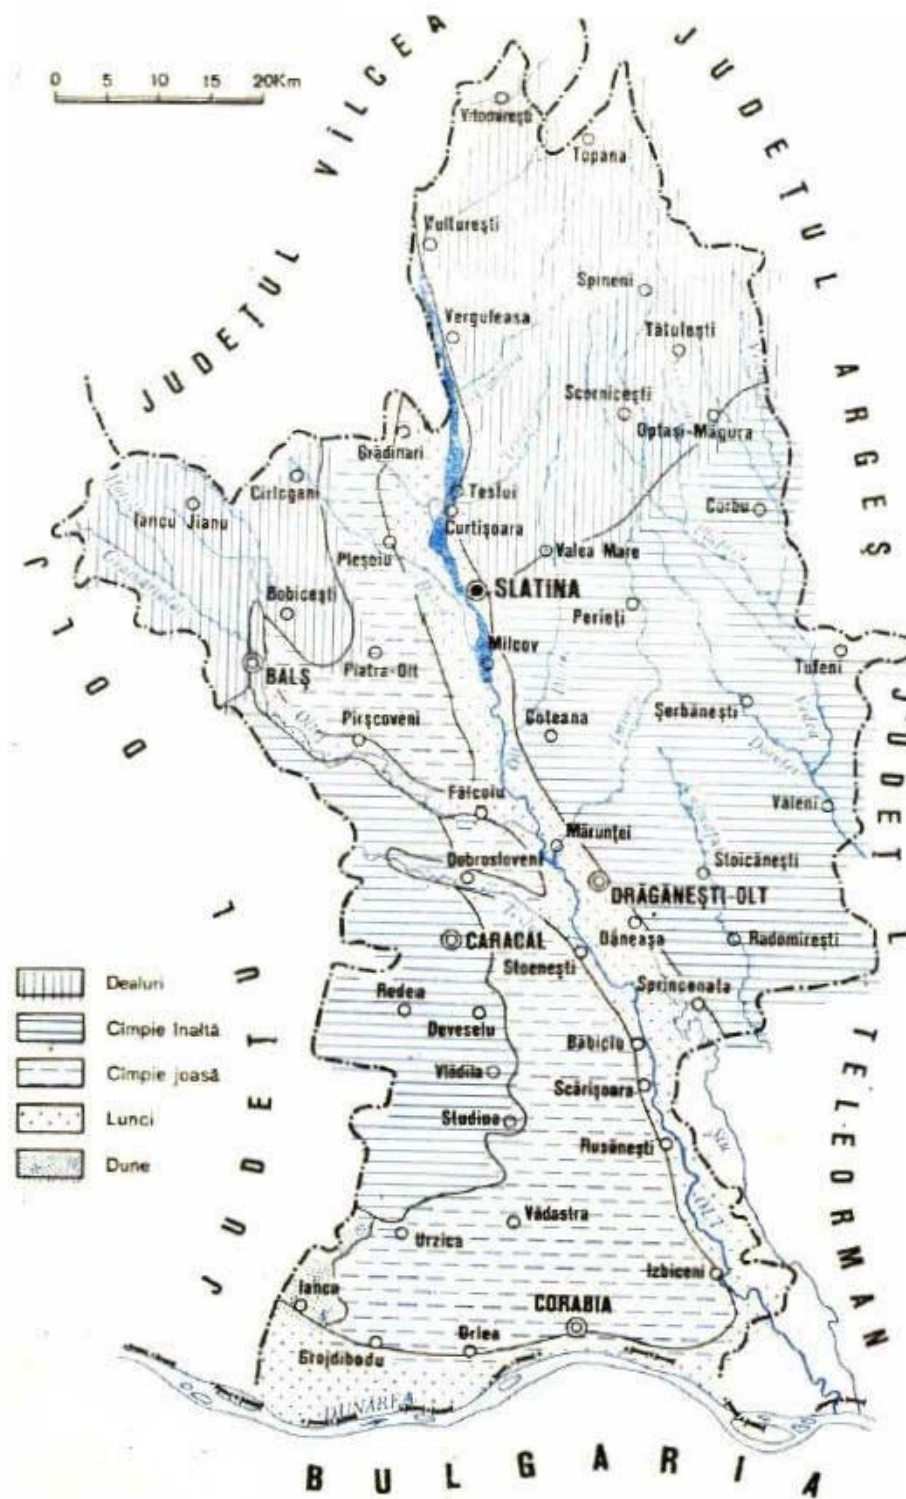 JUDEȚUL VÎLCEA
JUDEȚUL ARGEȘ
0 5 10 15 20Km
Vitomirești
Topana
Vulturești
Spineni
Verguleasa
Tătulești
Scornicești
Optași-Măgura
Grădinari
Cîrlogani
Teslui
Corbu
Iancu Jianu
Curtișoara
Pleșoiu
Valea Mare
SLATINA
Bobicești
Perieți
Milcov
Tufeni
Piatra-Olt
BALȘ
Șerbănești
Pîrșcoveni
Coteana
Olteț
Olt
Vedea
Fălcoiu
Văleni
Mărunței
Dobrosloveni
Stoicănești
DRĂGĂNEȘTI-OLT
Dăneasa
Radomirești
CARACAL
Stoenești
Sprincenata
Redea
Deveselu
Băbiciu
Vlădila
Scărișoara
Studina
Rusănești
OLT
Vădastra
Urzica
Izbiceni
Ianca
CORABIA
Orlea
Grojdibodu
DUNĂREA
Dealuri
Cîmpie înaltă
Cîmpie joasă
Lunci
Dune
JUDEȚUL DOLJ
JUDEȚUL TELEORMAN
BULGARIA